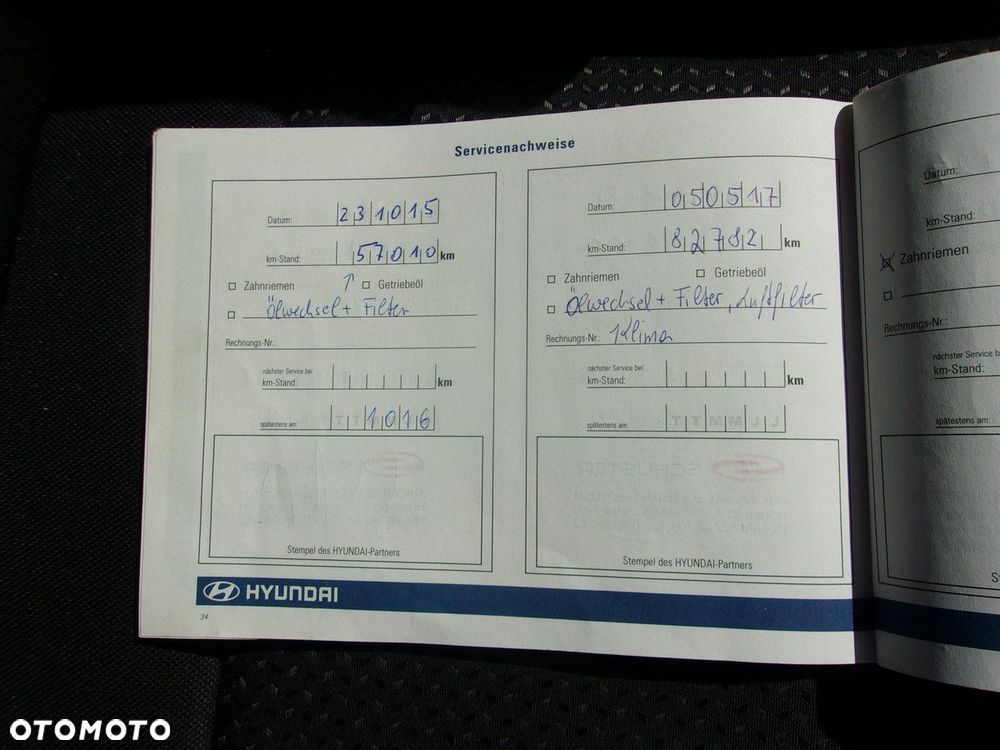 Servicenachweise
Datum: 231015
km-Stand: 57010 km
Zahnriemen Getriebeöl
Ölwechsel + Filter
Rechnungs-Nr.:
nächster Service bei
km-Stand: km
spätestens am: 1016
Stempel des HYUNDAI-Partners
Datum: 050517
km-Stand: 82782 km
Zahnriemen Getriebeöl
Ölwechsel + Filter, Luftfilter
Rechnungs-Nr.: Klima
nächster Service bei
km-Stand: km
spätestens am:
Stempel des HYUNDAI-Partners
Datum:
km-Stand:
Zahnriemen
Rechnungs-Nr.:
nächster Service bei
km-Stand:
spätestens am:
HYUNDAI
34
OTOMOTO